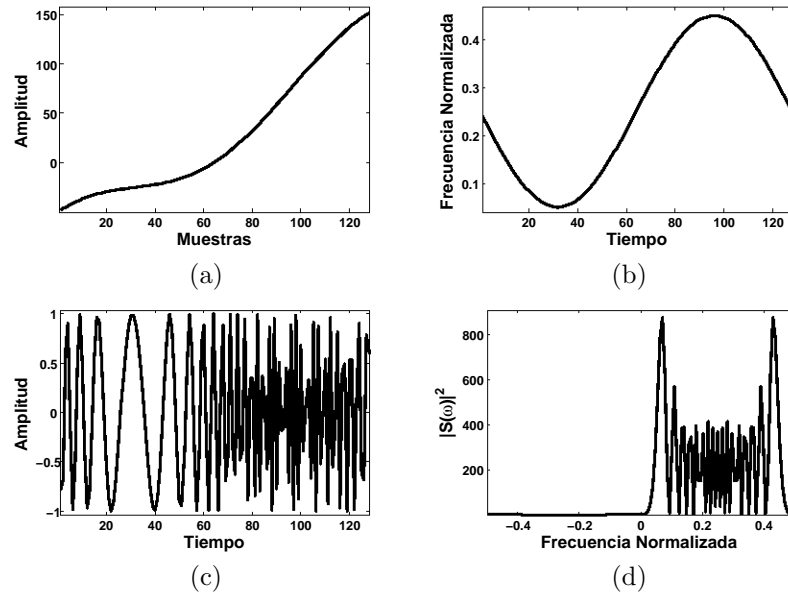 150
100
50
0
Amplitud
20 40 60 80 100 120
Muestras
(a)
0.4
0.3
0.2
0.1
Frecuencia Normalizada
20 40 60 80 100 120
Tiempo
(b)
1
0.5
0
−0.5
−1
Amplitud
20 40 60 80 100 120
Tiempo
(c)
800
600
400
200
|S(ω)|²
−0.4 −0.2 0 0.2 0.4
Frecuencia Normalizada
(d)